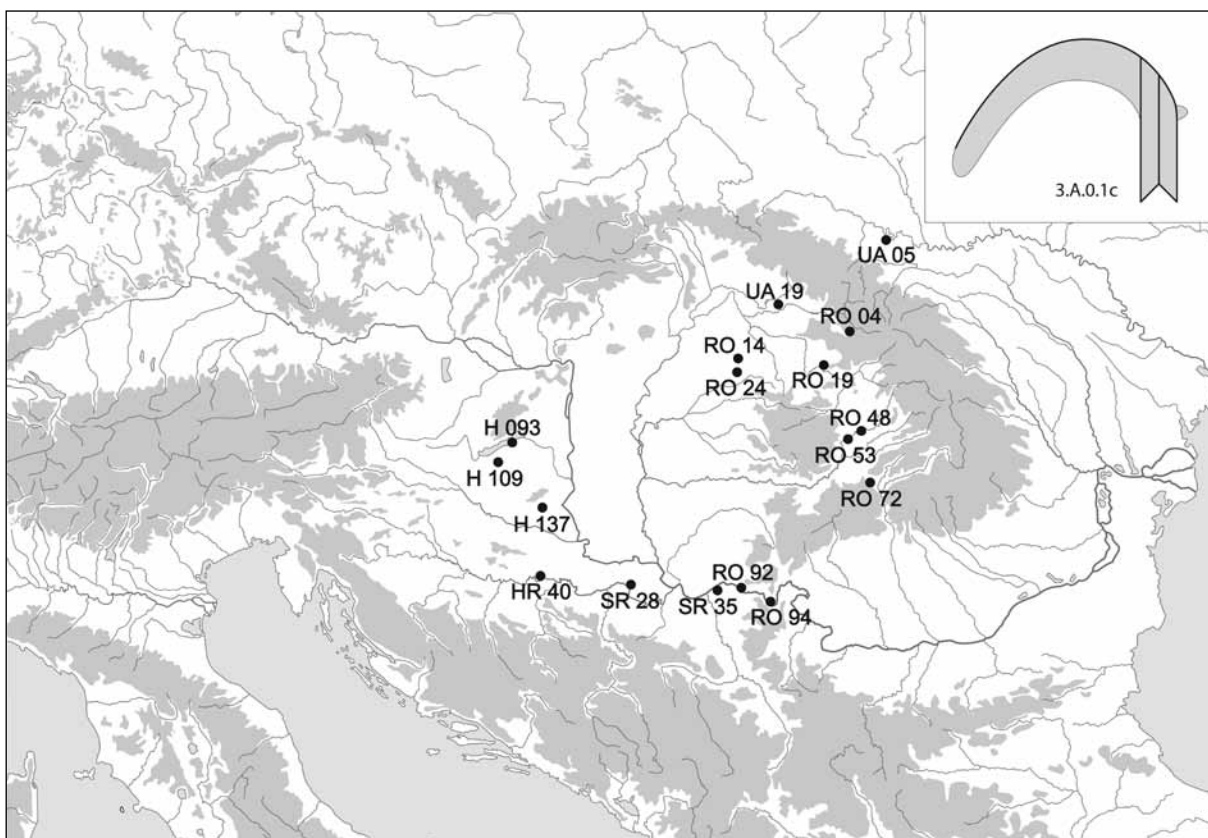 3.A.0.1c
UA 05
UA 19
RO 04
RO 14
RO 24
RO 19
RO 48
H 093
RO 53
H 109
RO 72
H 137
RO 92
HR 40
SR 28
SR 35
RO 94